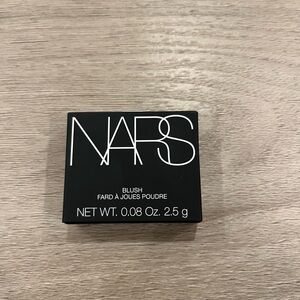 NARS
BLUSH
FARD À JOUES POUDRE
NET WT. 0.08 Oz. 2.5 g